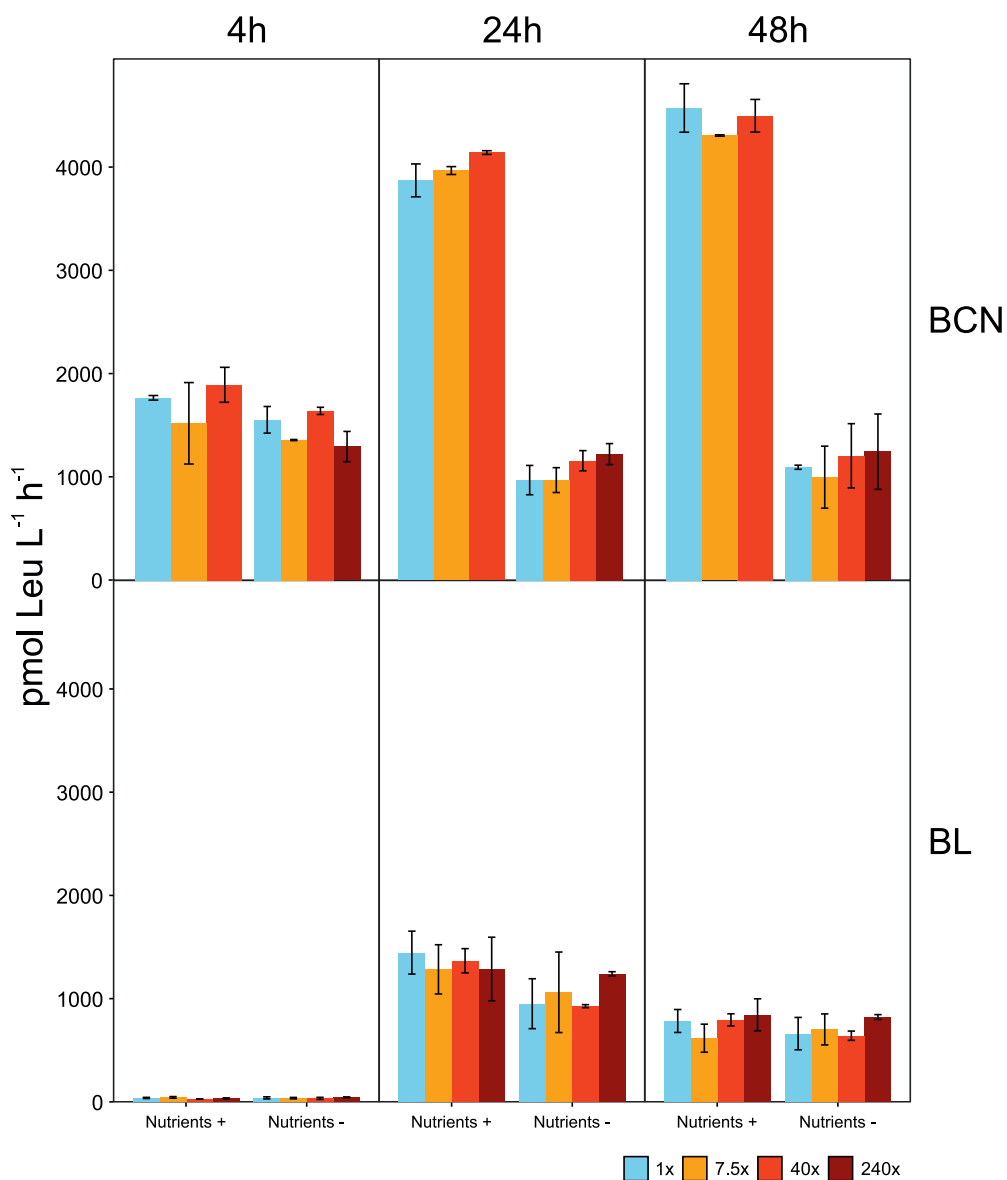 4h 24h 48h
4000
3000
2000
1000
0
BCN
pmol Leu L⁻¹ h⁻¹
4000
3000
2000
1000
0
BL
Nutrients + Nutrients - Nutrients + Nutrients - Nutrients + Nutrients -
1x 7.5x 40x 240x